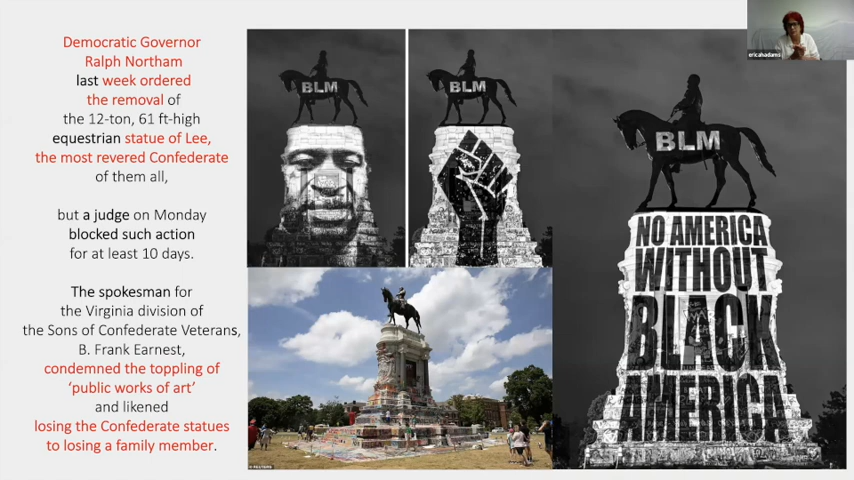 Democratic Governor
Ralph Northam
last week ordered
the removal of
the 12-ton, 61 ft-high
equestrian statue of Lee,
the most revered Confederate
of them all,
but a judge on Monday
blocked such action
for at least 10 days.
The spokesman for
the Virginia division of
the Sons of Confederate Veterans,
B. Frank Earnest,
condemned the toppling of
‘public works of art’
and likened
losing the Confederate statues
to losing a family member.
BLM
BLM
BLM
NO AMERICA
WITHOUT
BLACK
AMERICA
© REUTERS
ericahadams